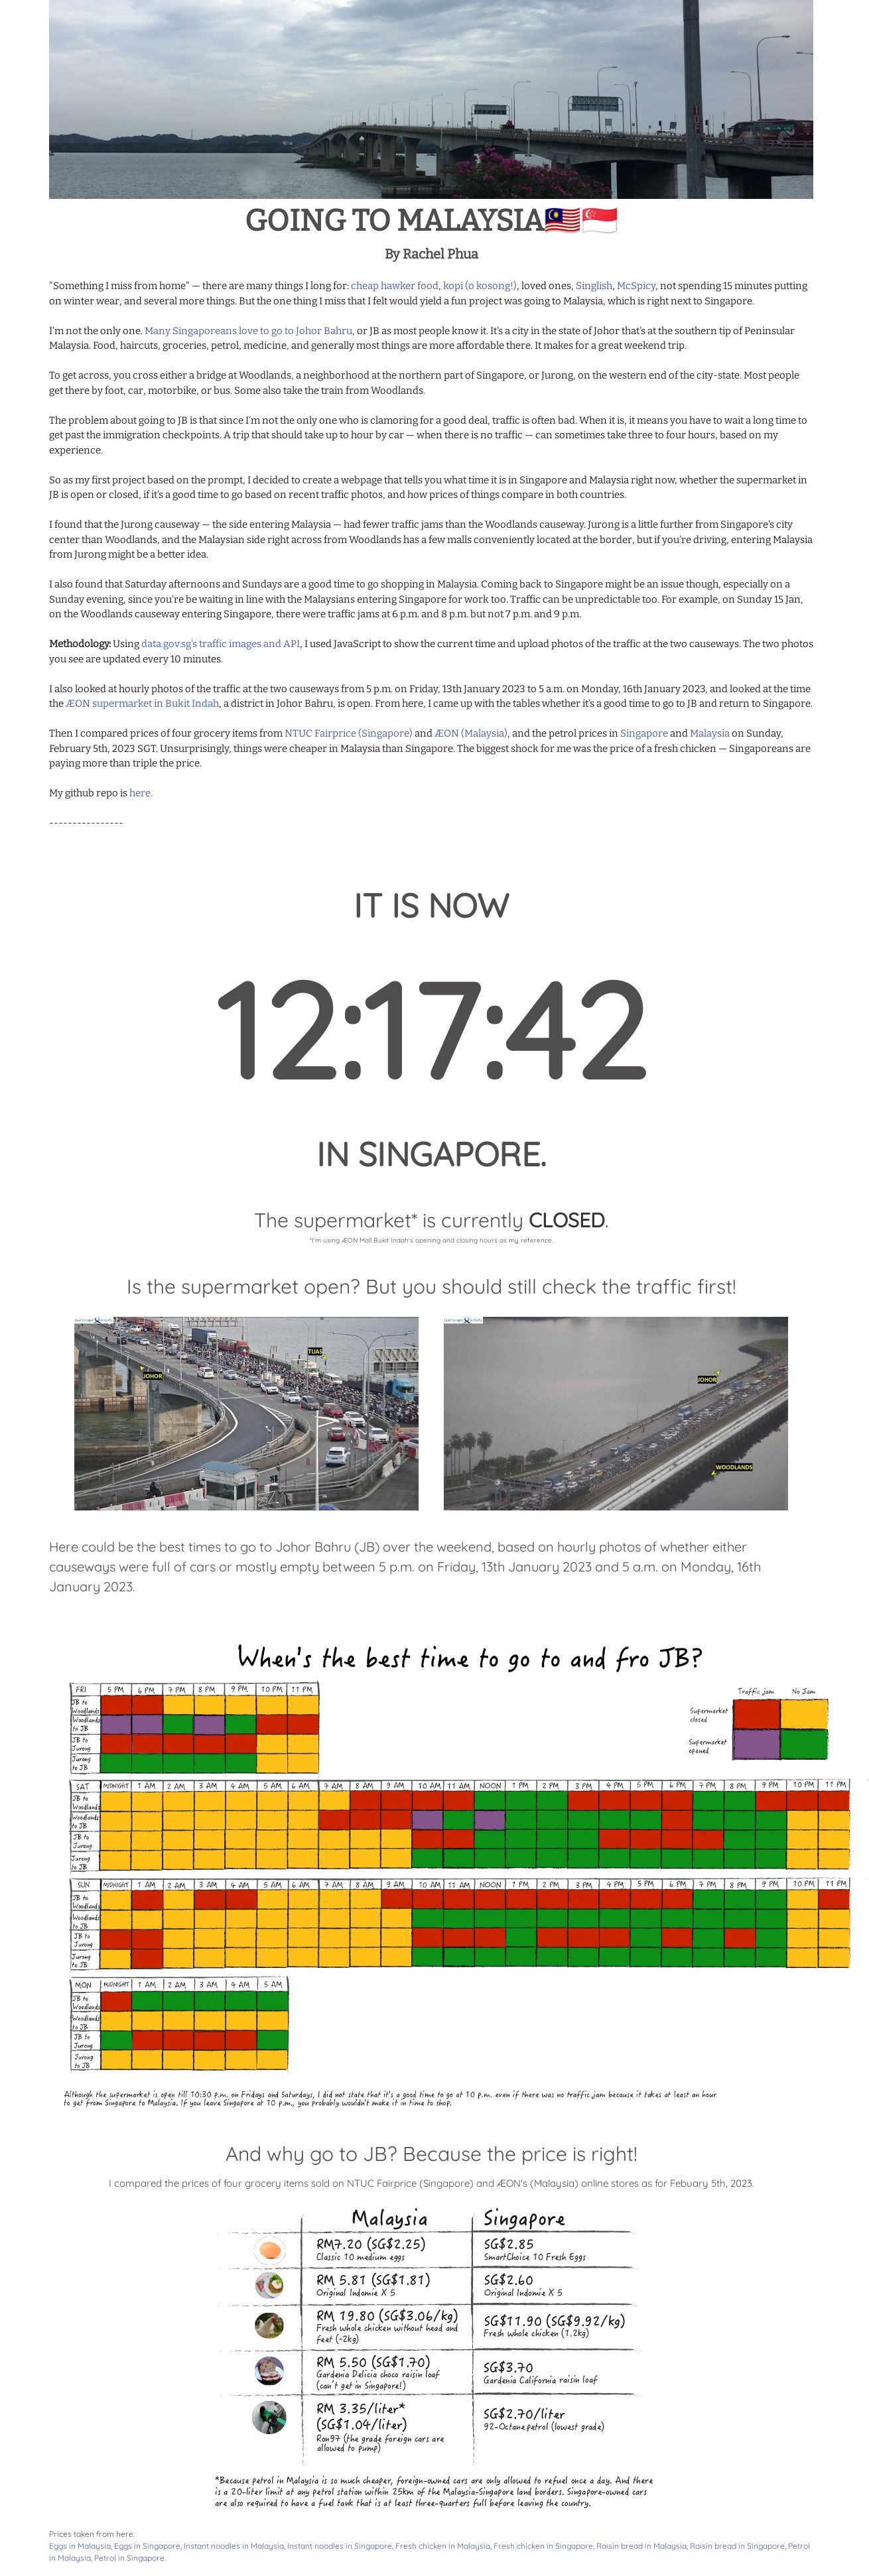 GOING TO MALAYSIA🇲🇾🇸🇬
By Rachel Phua
"Something I miss from home" — there are many things I long for: cheap hawker food, kopi (o kosong!), loved ones, Singlish, McSpicy, not spending 15 minutes putting
on winter wear, and several more things. But the one thing I miss that I felt would yield a fun project was going to Malaysia, which is right next to Singapore.
I'm not the only one. Many Singaporeans love to go to Johor Bahru, or JB as most people know it. It's a city in the state of Johor that's at the southern tip of Peninsular
Malaysia. Food, haircuts, groceries, petrol, medicine, and generally most things are more affordable there. It makes for a great weekend trip.
To get across, you cross either a bridge at Woodlands, a neighborhood at the northern part of Singapore, or Jurong, on the western end of the city-state. Most people
get there by foot, car, motorbike, or bus. Some also take the train from Woodlands.
The problem about going to JB is that since I'm not the only one who is clamoring for a good deal, traffic is often bad. When it is, it means you have to wait a long time to
get past the immigration checkpoints. A trip that should take up to hour by car — when there is no traffic — can sometimes take three to four hours, based on my
experience.
So as my first project based on the prompt, I decided to create a webpage that tells you what time it is in Singapore and Malaysia right now, whether the supermarket in
JB is open or closed, if it's a good time to go based on recent traffic photos, and how prices of things compare in both countries.
I found that the Jurong causeway — the side entering Malaysia — had fewer traffic jams than the Woodlands causeway. Jurong is a little further from Singapore's city
center than Woodlands, and the Malaysian side right across from Woodlands has a few malls conveniently located at the border, but if you're driving, entering Malaysia
from Jurong might be a better idea.
I also found that Saturday afternoons and Sundays are a good time to go shopping in Malaysia. Coming back to Singapore might be an issue though, especially on a
Sunday evening, since you're be waiting in line with the Malaysians entering Singapore for work too. Traffic can be unpredictable too. For example, on Sunday 15 Jan,
on the Woodlands causeway entering Singapore, there were traffic jams at 6 p.m. and 8 p.m. but not 7 p.m. and 9 p.m.
Methodology: Using data.gov.sg's traffic images and API, I used JavaScript to show the current time and upload photos of the traffic at the two causeways. The two photos
you see are updated every 10 minutes.
I also looked at hourly photos of the traffic at the two causeways from 5 p.m. on Friday, 13th January 2023 to 5 a.m. on Monday, 16th January 2023, and looked at the time
the ÆON supermarket in Bukit Indah, a district in Johor Bahru, is open. From here, I came up with the tables whether it's a good time to go to JB and return to Singapore.
Then I compared prices of four grocery items from NTUC Fairprice (Singapore) and ÆON (Malaysia), and the petrol prices in Singapore and Malaysia on Sunday,
February 5th, 2023 SGT. Unsurprisingly, things were cheaper in Malaysia than Singapore. The biggest shock for me was the price of a fresh chicken — Singaporeans are
paying more than triple the price.
My github repo is here.
----------------
IT IS NOW
12:17:42
IN SINGAPORE.
The supermarket* is currently CLOSED.
*I'm using ÆON Mall Bukit Indah's opening and closing hours as my reference.
Is the supermarket open? But you should still check the traffic first!
TUAS
JOHOR
JOHOR
WOODLANDS
Here could be the best times to go to Johor Bahru (JB) over the weekend, based on hourly photos of whether either
causeways were full of cars or mostly empty between 5 p.m. on Friday, 13th January 2023 and 5 a.m. on Monday, 16th
January 2023.
When's the best time to go to and fro JB?
Traffic jam No Jam
Supermarket closed
Supermarket opened
FRI 5 PM 6 PM 7 PM 8 PM 9 PM 10 PM 11 PM
JB to Woodlands
Woodlands to JB
JB to Jurong
Jurong to JB
SAT MIDNIGHT 1 AM 2 AM 3 AM 4 AM 5 AM 6 AM 7 AM 8 AM 9 AM 10 AM 11 AM NOON 1 PM 2 PM 3 PM 4 PM 5 PM 6 PM 7 PM 8 PM 9 PM 10 PM 11 PM
JB to Woodlands
Woodlands to JB
JB to Jurong
Jurong to JB
SUN MIDNIGHT 1 AM 2 AM 3 AM 4 AM 5 AM 6 AM 7 AM 8 AM 9 AM 10 AM 11 AM NOON 1 PM 2 PM 3 PM 4 PM 5 PM 6 PM 7 PM 8 PM 9 PM 10 PM 11 PM
JB to Woodlands
Woodlands to JB
JB to Jurong
Jurong to JB
MON MIDNIGHT 1 AM 2 AM 3 AM 4 AM 5 AM
JB to Woodlands
Woodlands to JB
JB to Jurong
Jurong to JB
Although the supermarket is open till 10:30 p.m. on Fridays and Saturdays, I did not state that it's a good time to go at 10 p.m. even if there was no traffic jam because it takes at least an hour
to get from Singapore to Malaysia. If you leave Singapore at 10 p.m., you probably wouldn't make it in time to shop.
And why go to JB? Because the price is right!
I compared the prices of four grocery items sold on NTUC Fairprice (Singapore) and ÆON's (Malaysia) online stores as for Febuary 5th, 2023.
Malaysia Singapore
RM7.20 (SG$2.25)
Classic 10 medium eggs
SG$2.85
SmartChoice 10 Fresh Eggs
RM 5.81 (SG$1.81)
Original Indomie X 5
SG$2.60
Original Indomie X 5
RM 19.80 (SG$3.06/kg)
Fresh whole chicken without head and
feet (~2kg)
SG$11.90 (SG$9.92/kg)
Fresh whole chicken (1.2kg)
RM 5.50 (SG$1.70)
Gardenia Delicia choco raisin loaf
(can't get in Singapore!)
SG$3.70
Gardenia California raisin loaf
RM 3.35/liter*
(SG$1.04/liter)
Ron97 (the grade foreign cars are
allowed to pump)
SG$2.70/liter
92-Octane petrol (lowest grade)
*Because petrol in Malaysia is so much cheaper, foreign-owned cars are only allowed to refuel once a day. And there
is a 20-liter limit at any petrol station within 25km of the Malaysia-Singapore land borders. Singapore-owned cars
are also required to have a fuel tank that is at least three-quarters full before leaving the country.
Prices taken from here:
Eggs in Malaysia, Eggs in Singapore, Instant noodles in Malaysia, Instant noodles in Singapore, Fresh chicken in Malaysia, Fresh chicken in Singapore, Raisin bread in Malaysia, Raisin bread in Singapore, Petrol
in Malaysia, Petrol in Singapore.